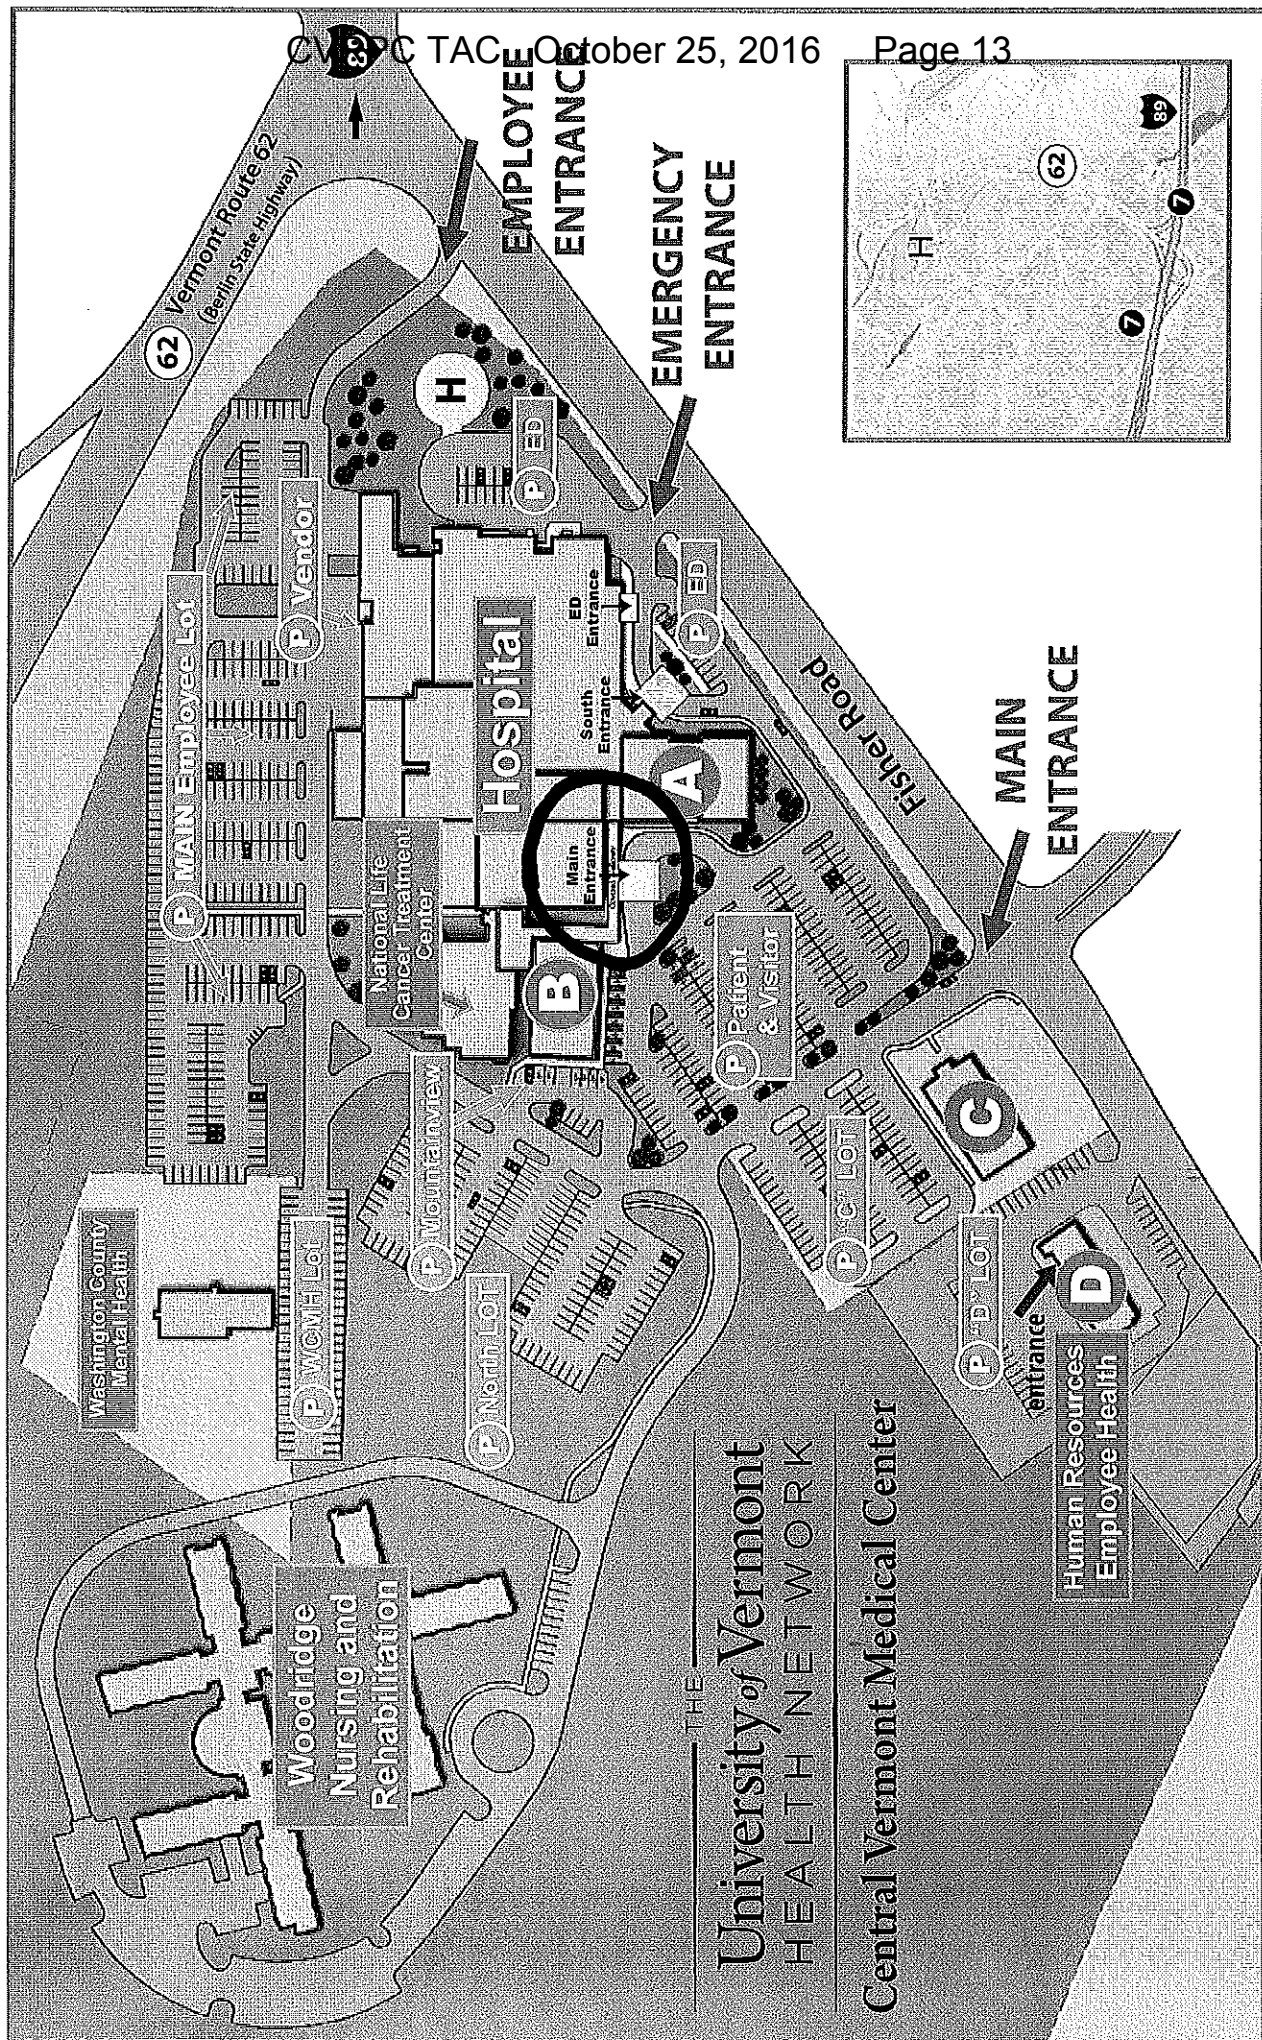 CVRPC TAC October 25, 2016 Page 13
89
Vermont Route 62
(Berlin State Highway)
62
EMPLOYEE
ENTRANCE
EMERGENCY
ENTRANCE
MAIN
ENTRANCE
Fisher Road
H
62
89
7
7
H
P ED
P ED
P Vendor
P MAIN Employee Lot
Hospital
ED
Entrance
South
Entrance
Main
Entrance
A
B
C
D
National Life
Cancer Treatment
Center
P Patient
& Visitor
P Mountainview
P North LOT
P "C" LOT
P "D" LOT
entrance
Human Resources
Employee Health
Washington County
Mental Heath
P WCMH Lot
Woodridge
Nursing and
Rehabilitation
THE
University of Vermont
HEALTH NETWORK
Central Vermont Medical Center